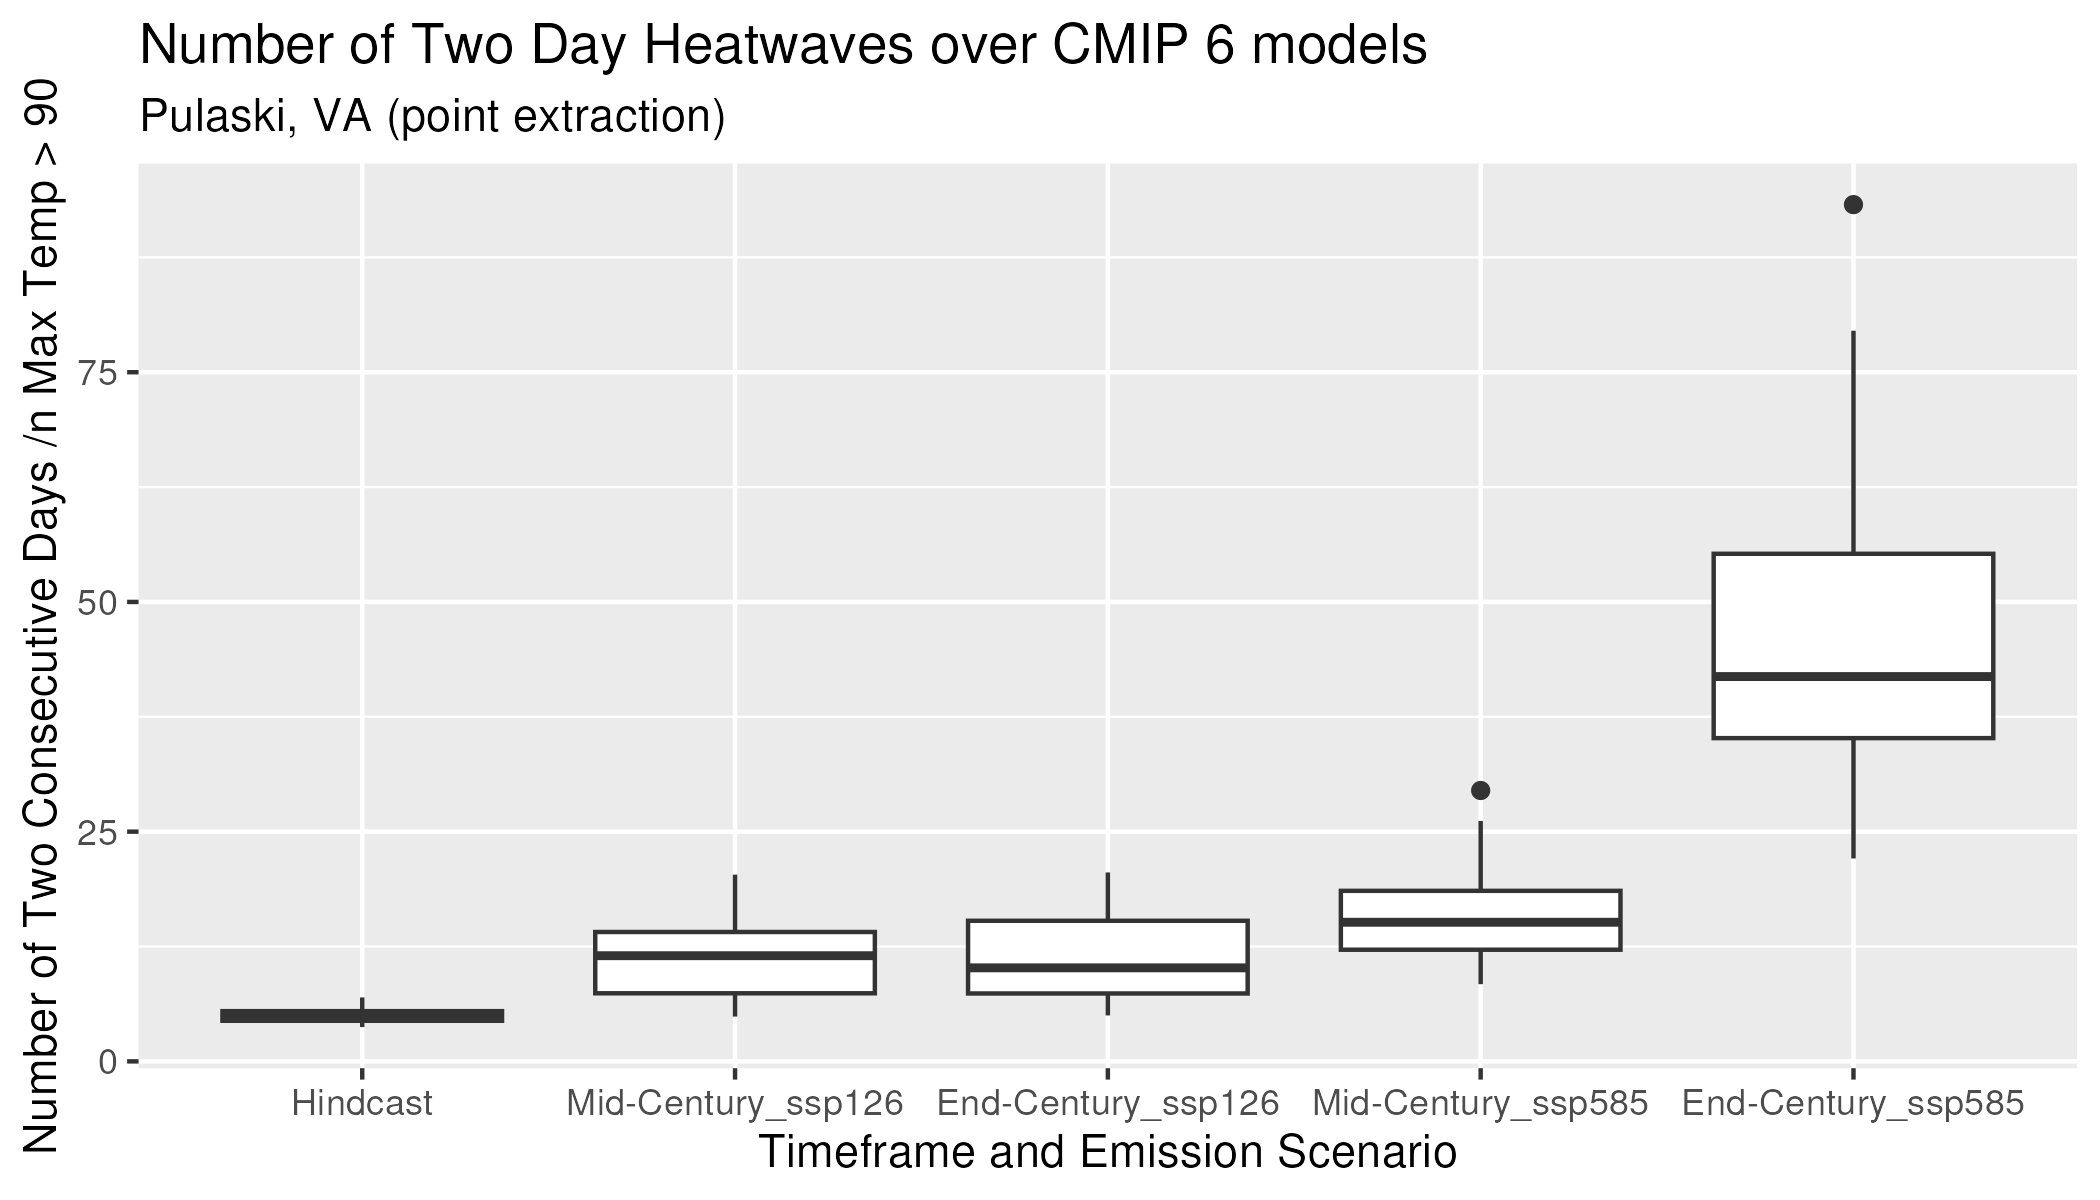 Number of Two Day Heatwaves over CMIP 6 models
Pulaski, VA (point extraction)
Number of Two Consecutive Days /n Max Temp > 90
75
50
25
0
Hindcast
Mid-Century_ssp126
End-Century_ssp126
Mid-Century_ssp585
End-Century_ssp585
Timeframe and Emission Scenario